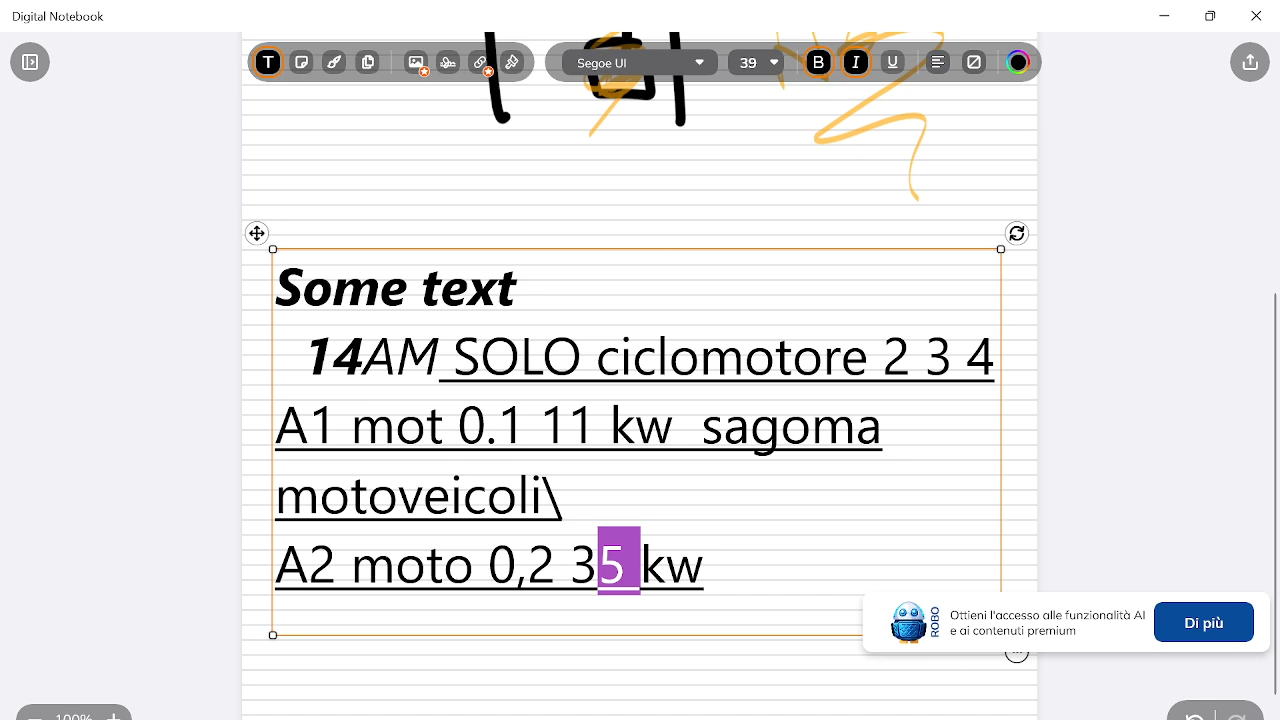 Digital Notebook
T
Segoe UI
39
B I U
Some text
14AM SOLO ciclomotore 2 3 4
A1 mot 0.1 11 kw  sagoma
motoveicoli\
A2 moto 0,2 35 kw
ROBO
Ottieni l'accesso alle funzionalità AI
e ai contenuti premium
Di più
100%